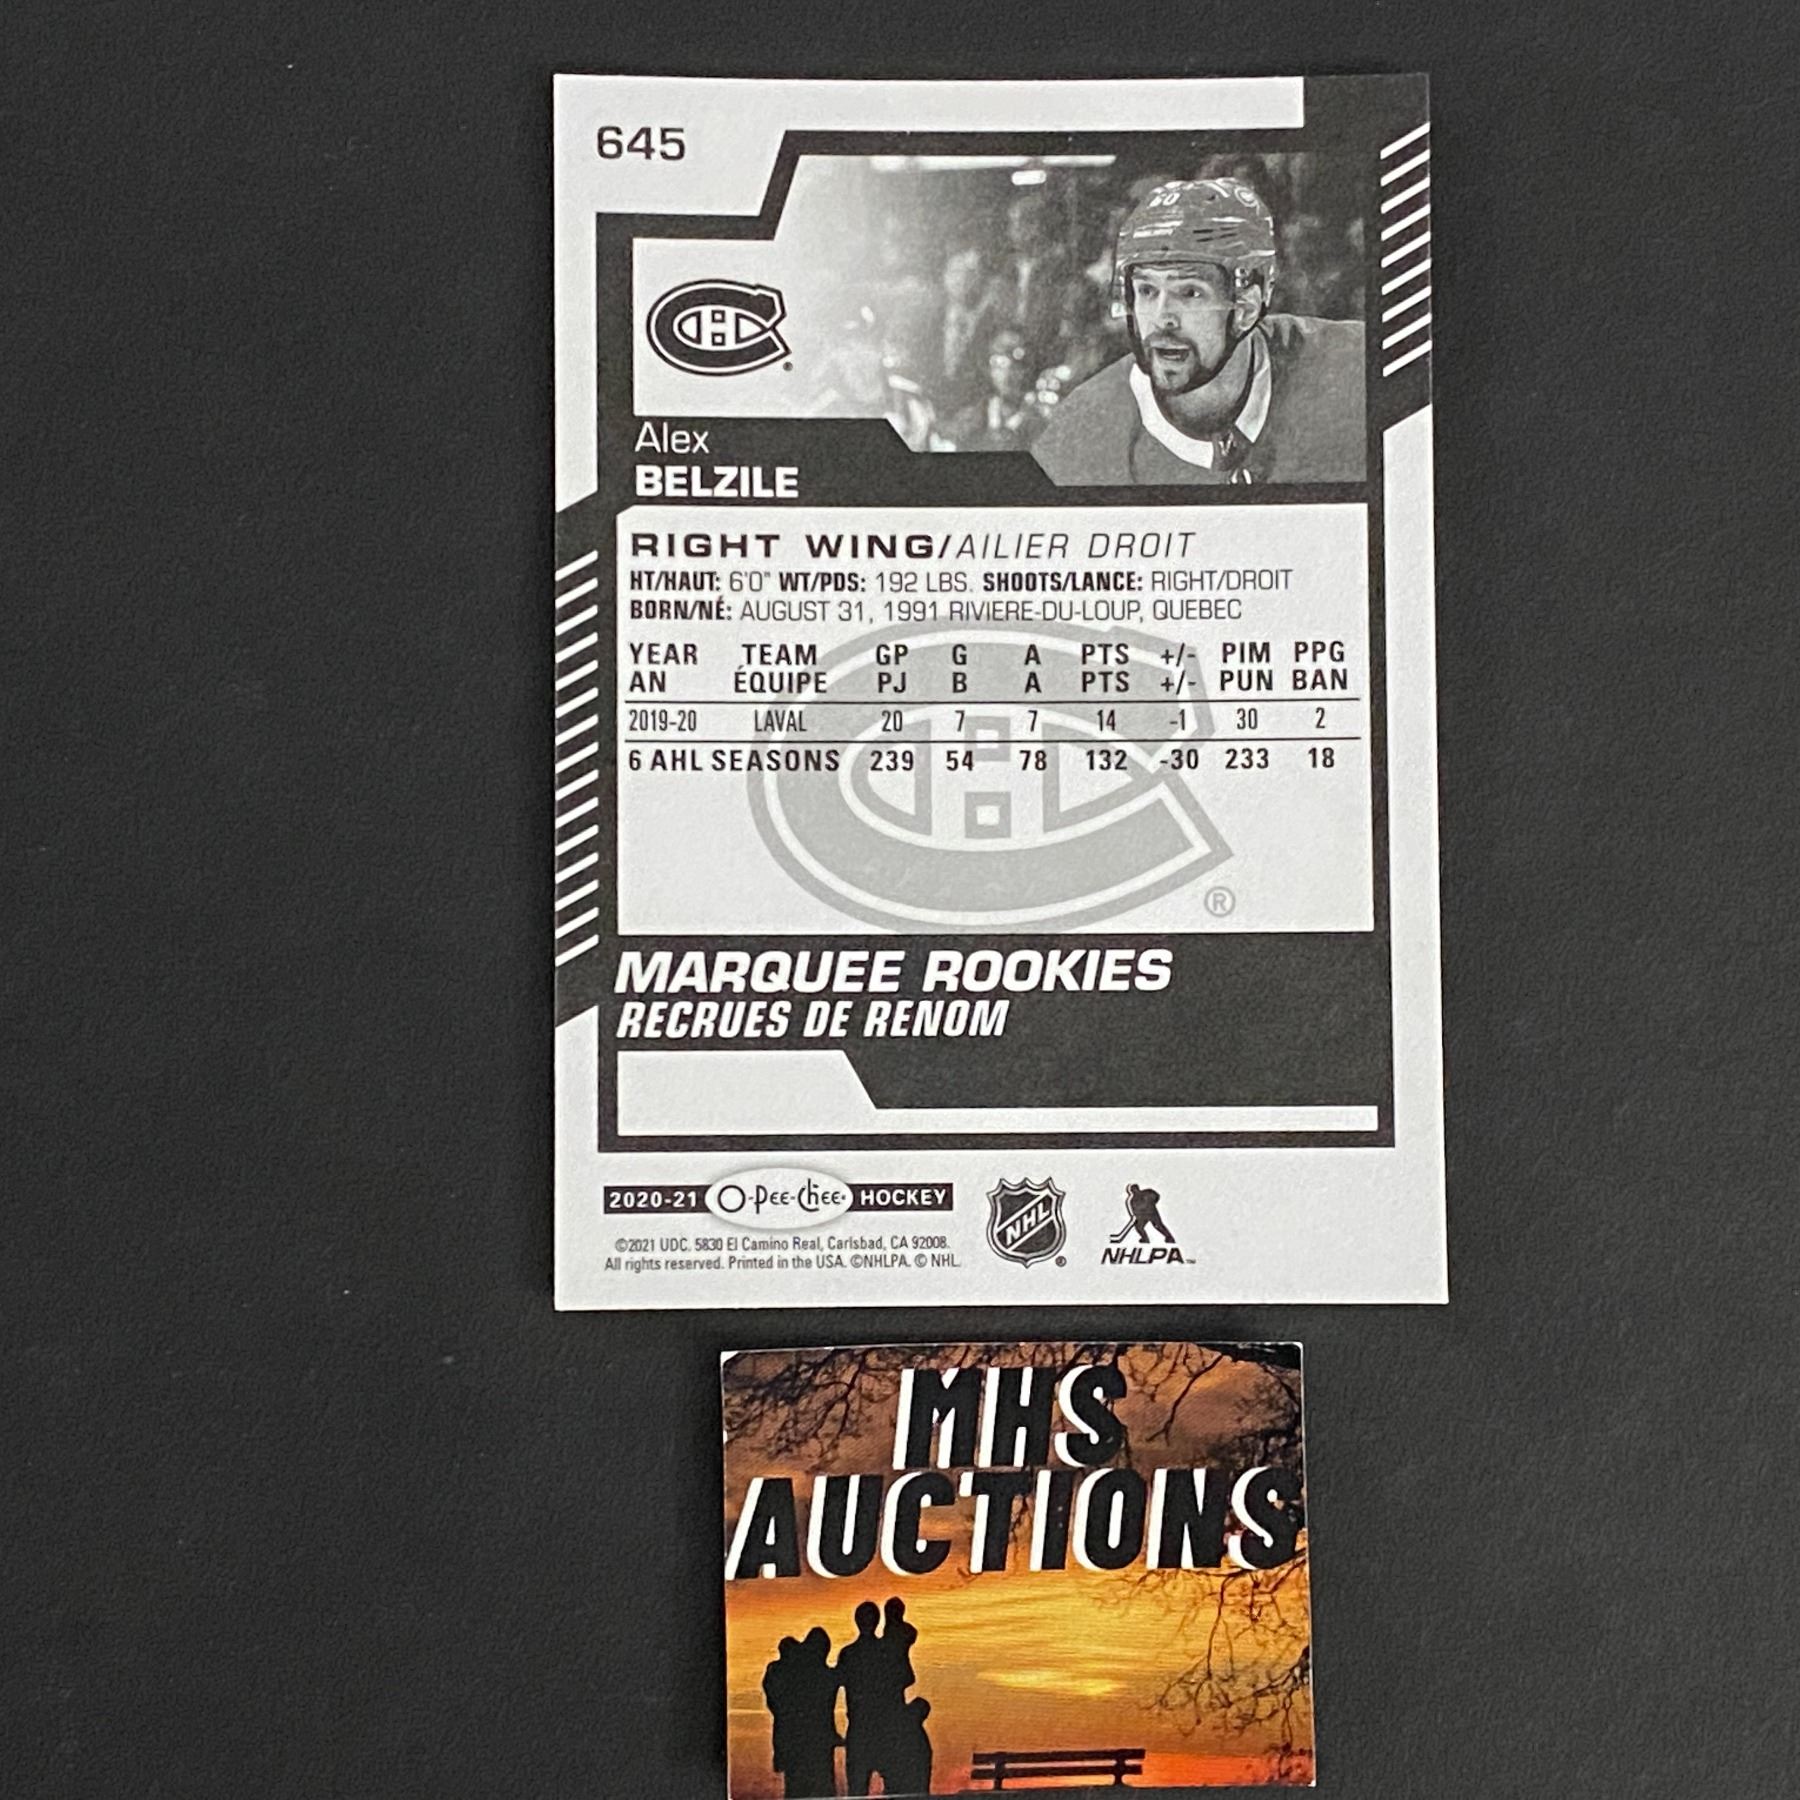 645
60
Alex
BELZILE
RIGHT WING/AILIER DROIT
HT/HAUT: 6'0" WT/PDS: 192 LBS. SHOOTS/LANCE: RIGHT/DROIT
BORN/NÉ: AUGUST 31, 1991 RIVIERE-DU-LOUP, QUEBEC
YEAR TEAM GP G A PTS +/- PIM PPG
AN ÉQUIPE PJ B A PTS +/- PUN BAN
2019-20 LAVAL 20 7 7 14 -1 30 2
6 AHL SEASONS 239 54 78 132 -30 233 18
®
MARQUEE ROOKIES
RECRUES DE RENOM
2020-21 O-Pee-Chee HOCKEY
©2021 UDC. 5830 El Camino Real, Carlsbad, CA 92008.
All rights reserved. Printed in the USA. ©NHLPA. © NHL.
NHL
NHLPA™
MHS
AUCTIONS